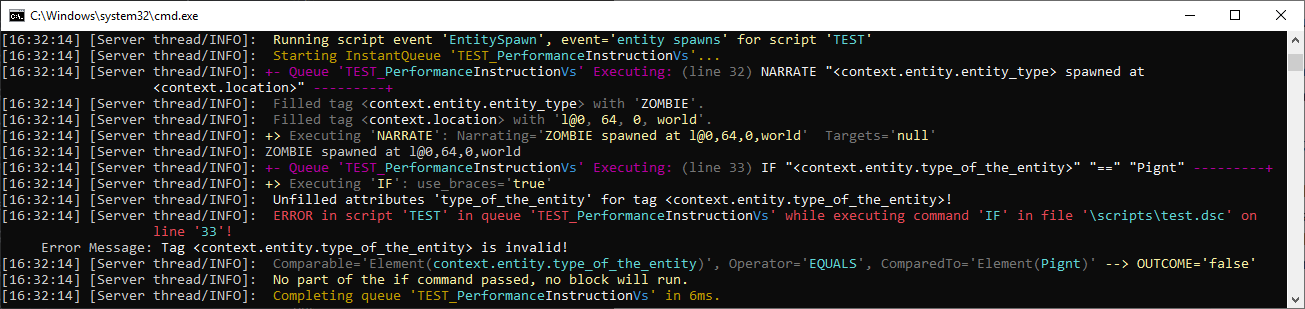 C:\Windows\system32\cmd.exe
[16:32:14] [Server thread/INFO]:  Running script event 'EntitySpawn', event='entity spawns' for script 'TEST'
[16:32:14] [Server thread/INFO]:  Starting InstantQueue 'TEST_PerformanceInstructionVs'...
[16:32:14] [Server thread/INFO]: +- Queue 'TEST_PerformanceInstructionVs' Executing: (line 32) NARRATE "<context.entity.entity_type> spawned at
<context.location>" ---------+
[16:32:14] [Server thread/INFO]:  Filled tag <context.entity.entity_type> with 'ZOMBIE'.
[16:32:14] [Server thread/INFO]:  Filled tag <context.location> with 'l@0, 64, 0, world'.
[16:32:14] [Server thread/INFO]: +> Executing 'NARRATE': Narrating='ZOMBIE spawned at l@0,64,0,world'  Targets='null'
[16:32:14] [Server thread/INFO]: ZOMBIE spawned at l@0,64,0,world
[16:32:14] [Server thread/INFO]: +- Queue 'TEST_PerformanceInstructionVs' Executing: (line 33) IF "<context.entity.type_of_the_entity>" "==" "Pignt" ---------+
[16:32:14] [Server thread/INFO]: +> Executing 'IF': use_braces='true'
[16:32:14] [Server thread/INFO]:  Unfilled attributes 'type_of_the_entity' for tag <context.entity.type_of_the_entity>!
[16:32:14] [Server thread/INFO]:  ERROR in script 'TEST' in queue 'TEST_PerformanceInstructionVs' while executing command 'IF' in file '\scripts\test.dsc' on
line '33'!
Error Message: Tag <context.entity.type_of_the_entity> is invalid!
[16:32:14] [Server thread/INFO]:  Comparable='Element(context.entity.type_of_the_entity)', Operator='EQUALS', ComparedTo='Element(Pignt)' --> OUTCOME='false'
[16:32:14] [Server thread/INFO]:  No part of the if command passed, no block will run.
[16:32:14] [Server thread/INFO]:  Completing queue 'TEST_PerformanceInstructionVs' in 6ms.